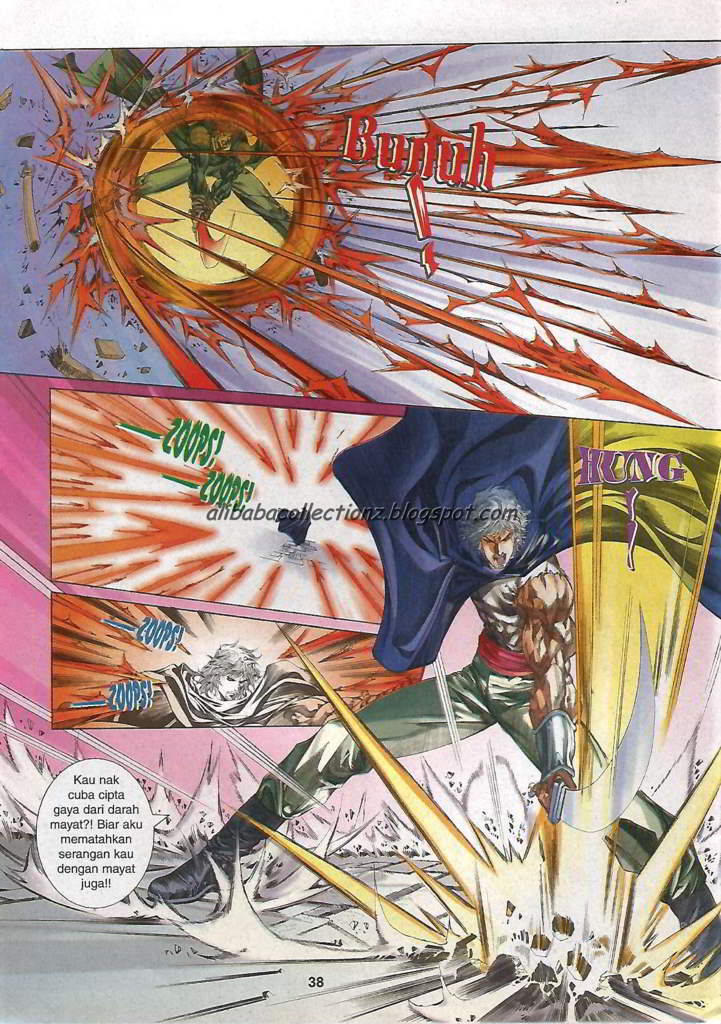 Bunuh
!
ZOOPS!
ZOOPS!
HUNG
!
alibabacollectionz.blogspot.com
ZOOPS!
ZOOPS!
Kau nak
cuba cipta
gaya dari darah
mayat?! Biar aku
mematahkan
serangan kau
dengan mayat
juga!!
38